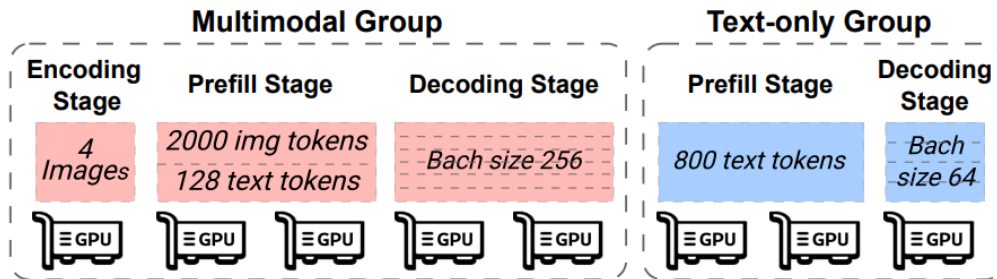 Multimodal Group
Text-only Group
Encoding
Stage
Prefill Stage
Decoding Stage
Prefill Stage
Decoding
Stage
4
Images
2000 img tokens
128 text tokens
Bach size 256
800 text tokens
Bach
size 64
GPU
GPU
GPU
GPU
GPU
GPU
GPU
GPU